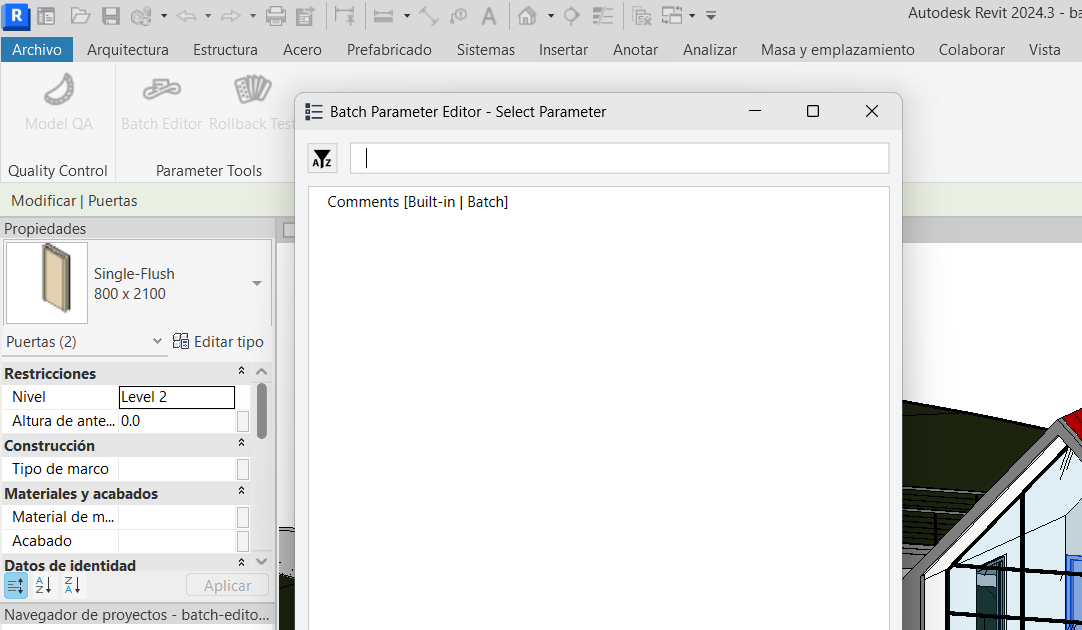 R
A
Autodesk Revit 2024.3 - ba
Archivo Arquitectura Estructura Acero Prefabricado Sistemas Insertar Anotar Analizar Masa y emplazamiento Colaborar Vista
Model QA Batch Editor Rollback Test
Quality Control Parameter Tools
Batch Parameter Editor - Select Parameter
AZ
Comments [Built-in | Batch]
Modificar | Puertas
Propiedades
Single-Flush
800 x 2100
Puertas (2) Editar tipo
Restricciones
Nivel Level 2
Altura de ante... 0.0
Construcción
Tipo de marco
Materiales y acabados
Material de m...
Acabado
Datos de identidad
AZ ZA Aplicar
Navegador de proyectos - batch-edito...